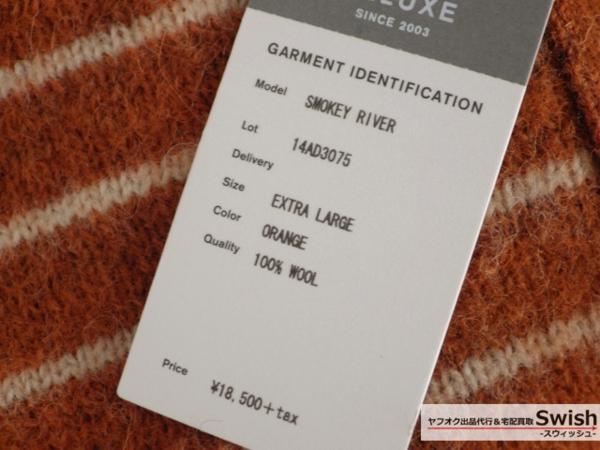 LUXE
SINCE 2003
GARMENT IDENTIFICATION
Model SMOKEY RIVER
Lot 14AD3075
Delivery
Size EXTRA LARGE
Color ORANGE
Quality 100% WOOL
Price ¥18,500+tax
ヤフオク出品代行&宅配買取 Swish
-スウィッシュ-